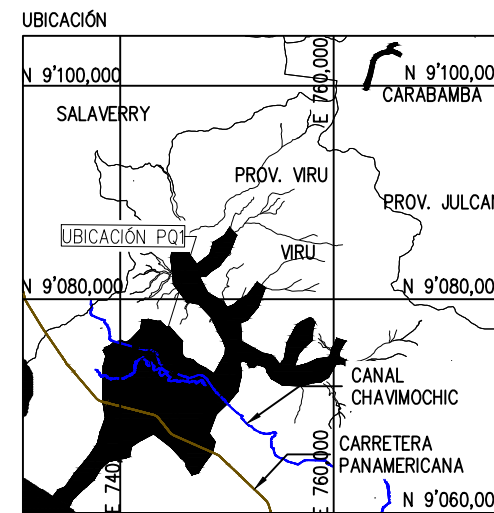 UBICACIÓN
N 9'100,000
E 760,000
N 9'100,00
CARABAMBA
SALAVERRY
PROV. VIRU
PROV. JULCAN
UBICACIÓN PQ1
VIRU
N 9'080,000
N 9'080,00
CANAL
CHAVIMOCHIC
CARRETERA
PANAMERICANA
E 740
E 760,000
N 9'060,00